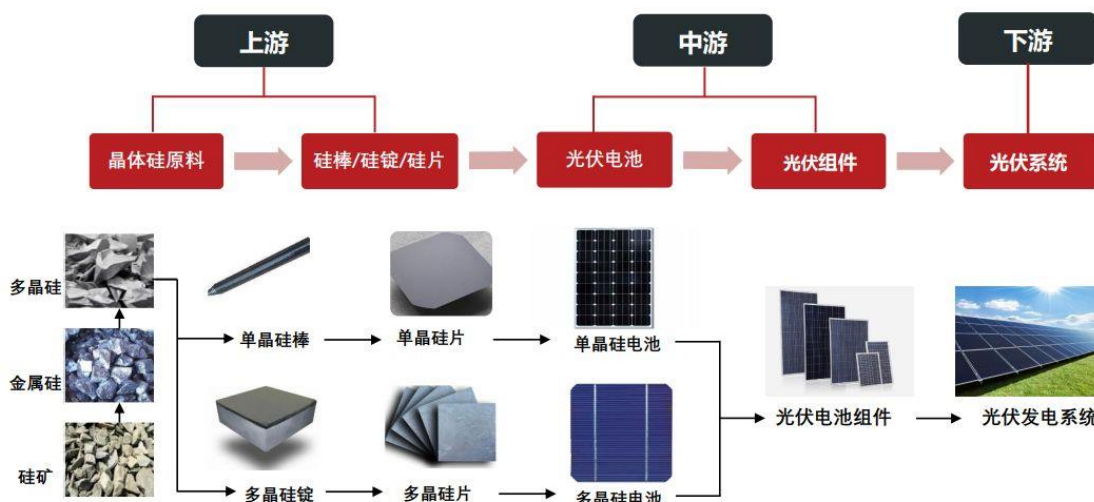 上游
中游
下游
晶体硅原料
硅棒/硅锭/硅片
光伏电池
光伏组件
光伏系统
多晶硅
单晶硅棒
单晶硅片
单晶硅电池
金属硅
光伏电池组件
光伏发电系统
硅矿
多晶硅锭
多晶硅片
多晶硅电池